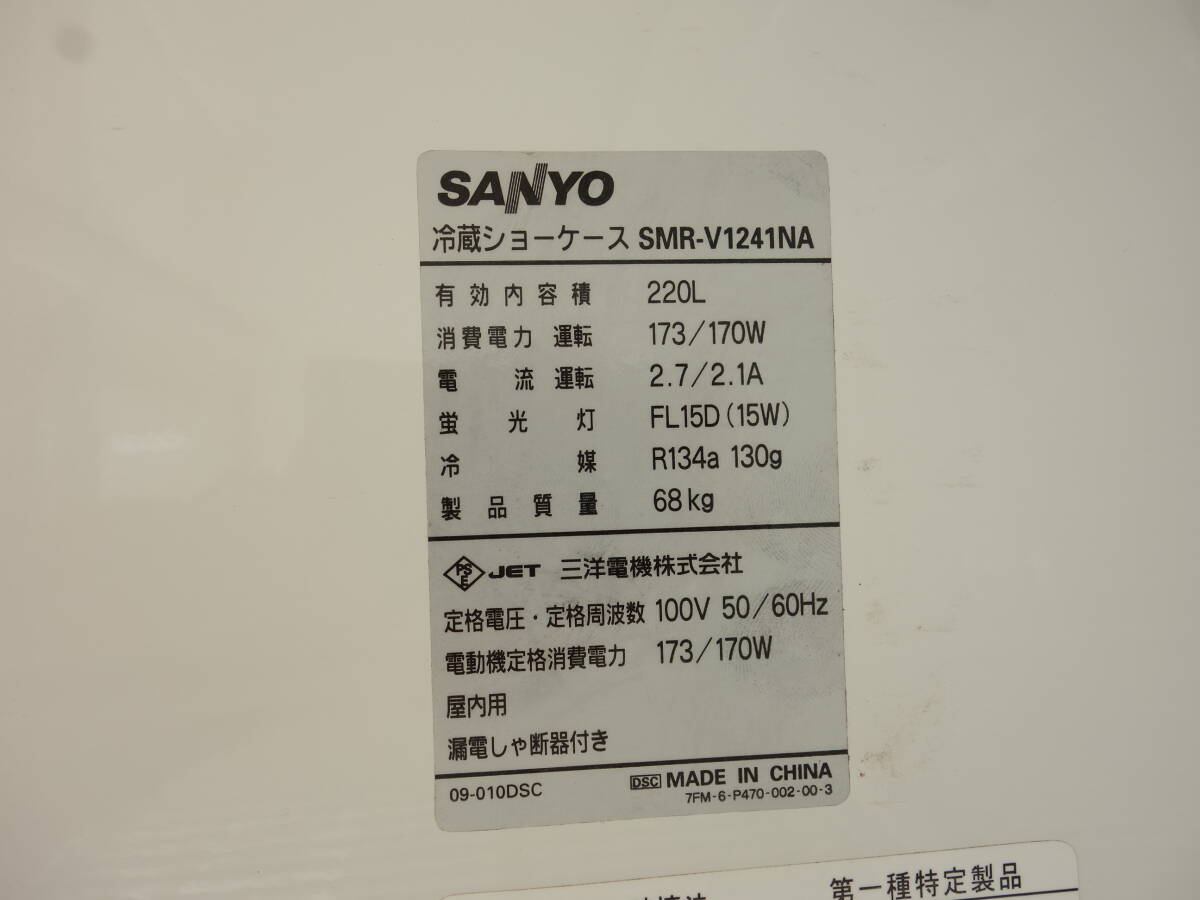 SANYO
冷蔵ショーケース SMR-V1241NA
有効内容積 220L
消費電力 運転 173/170W
電流 運転 2.7/2.1A
蛍光灯 FL15D(15W)
冷媒 R134a 130g
製品質量 68kg
PSE JET 三洋電機株式会社
定格電圧・定格周波数 100V 50/60Hz
電動機定格消費電力 173/170W
屋内用
漏電しゃ断器付き
09-010DSC DSC MADE IN CHINA
7FM-6-P470-002-00-3
第一種特定製品